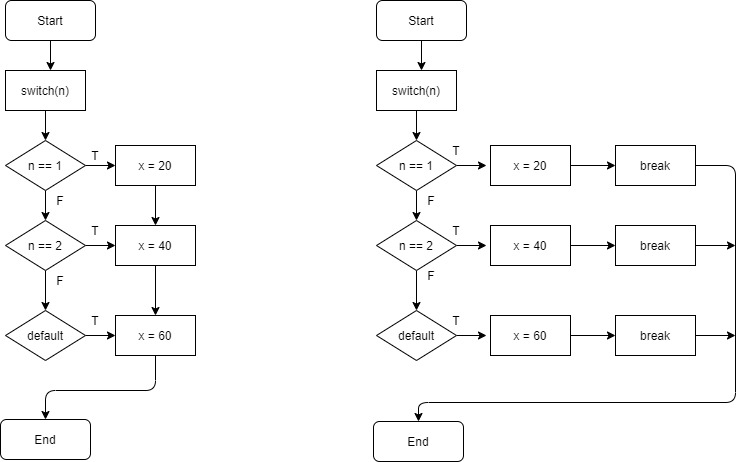 Start
switch(n)
n == 1
T
x = 20
F
n == 2
T
x = 40
F
default
T
x = 60
End
Start
switch(n)
n == 1
T
x = 20
break
F
n == 2
T
x = 40
break
F
default
T
x = 60
break
End